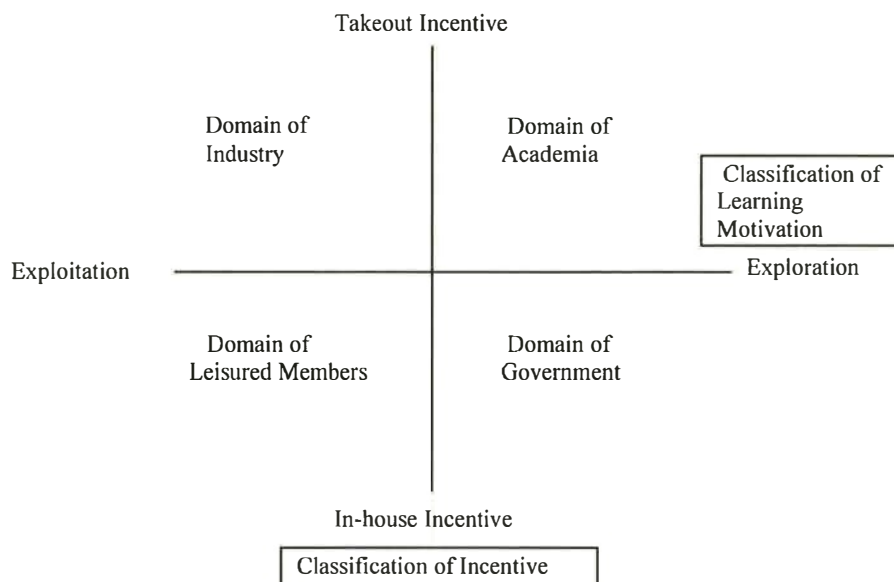 Takeout Incentive
Domain of
Industry
Domain of
Academia
Classification of
Learning
Motivation
Exploitation
Exploration
Domain of
Leisured Members
Domain of
Government
In-house Incentive
Classification of Incentive